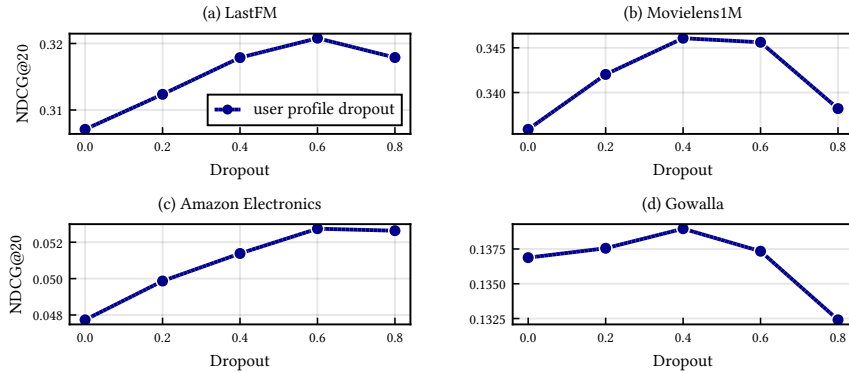 (a) LastFM
NDCG@20
0.32
0.31
user profile dropout
0.0 0.2 0.4 0.6 0.8
Dropout
(b) Movielens1M
0.345
0.340
0.0 0.2 0.4 0.6 0.8
Dropout
(c) Amazon Electronics
NDCG@20
0.052
0.050
0.048
0.0 0.2 0.4 0.6 0.8
Dropout
(d) Gowalla
0.1375
0.1350
0.1325
0.0 0.2 0.4 0.6 0.8
Dropout